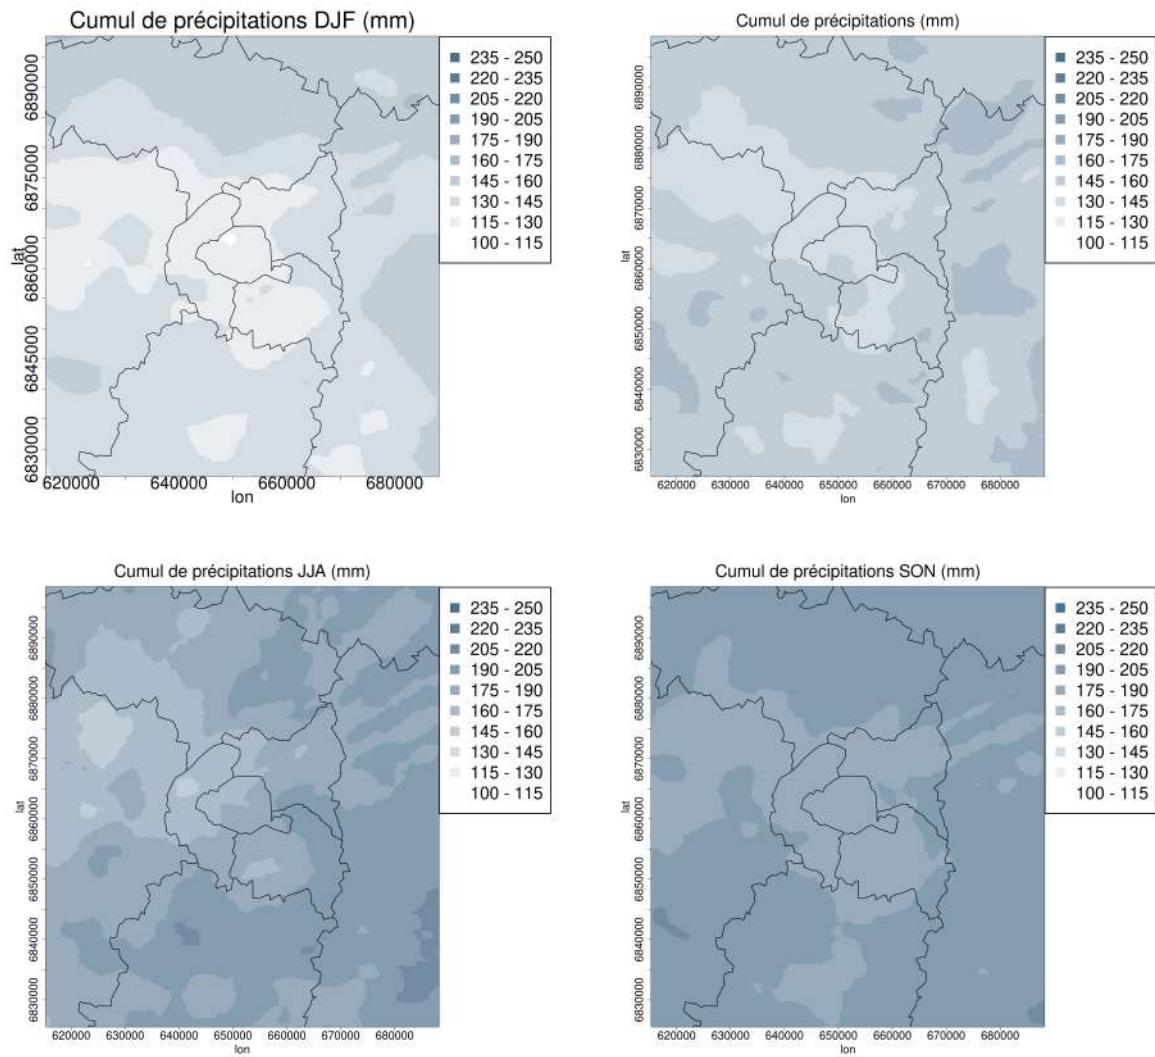 Cumul de précipitations DJF (mm)
lat
6890000
6875000
6860000
6845000
6830000
620000 640000 660000 680000
lon
235 - 250
220 - 235
205 - 220
190 - 205
175 - 190
160 - 175
145 - 160
130 - 145
115 - 130
100 - 115
Cumul de précipitations (mm)
lat
6890000
6880000
6870000
6860000
6850000
6840000
6830000
620000 630000 640000 650000 660000 670000 680000
lon
235 - 250
220 - 235
205 - 220
190 - 205
175 - 190
160 - 175
145 - 160
130 - 145
115 - 130
100 - 115
Cumul de précipitations JJA (mm)
lat
6890000
6880000
6870000
6860000
6850000
6840000
6830000
620000 630000 640000 650000 660000 680000
lon
235 - 250
220 - 235
205 - 220
190 - 205
175 - 190
160 - 175
145 - 160
130 - 145
115 - 130
100 - 115
Cumul de précipitations SON (mm)
lat
6890000
6880000
6870000
6860000
6850000
6840000
6830000
620000 630000 640000 650000 660000 670000 680000
lon
235 - 250
220 - 235
205 - 220
190 - 205
175 - 190
160 - 175
145 - 160
130 - 145
115 - 130
100 - 115